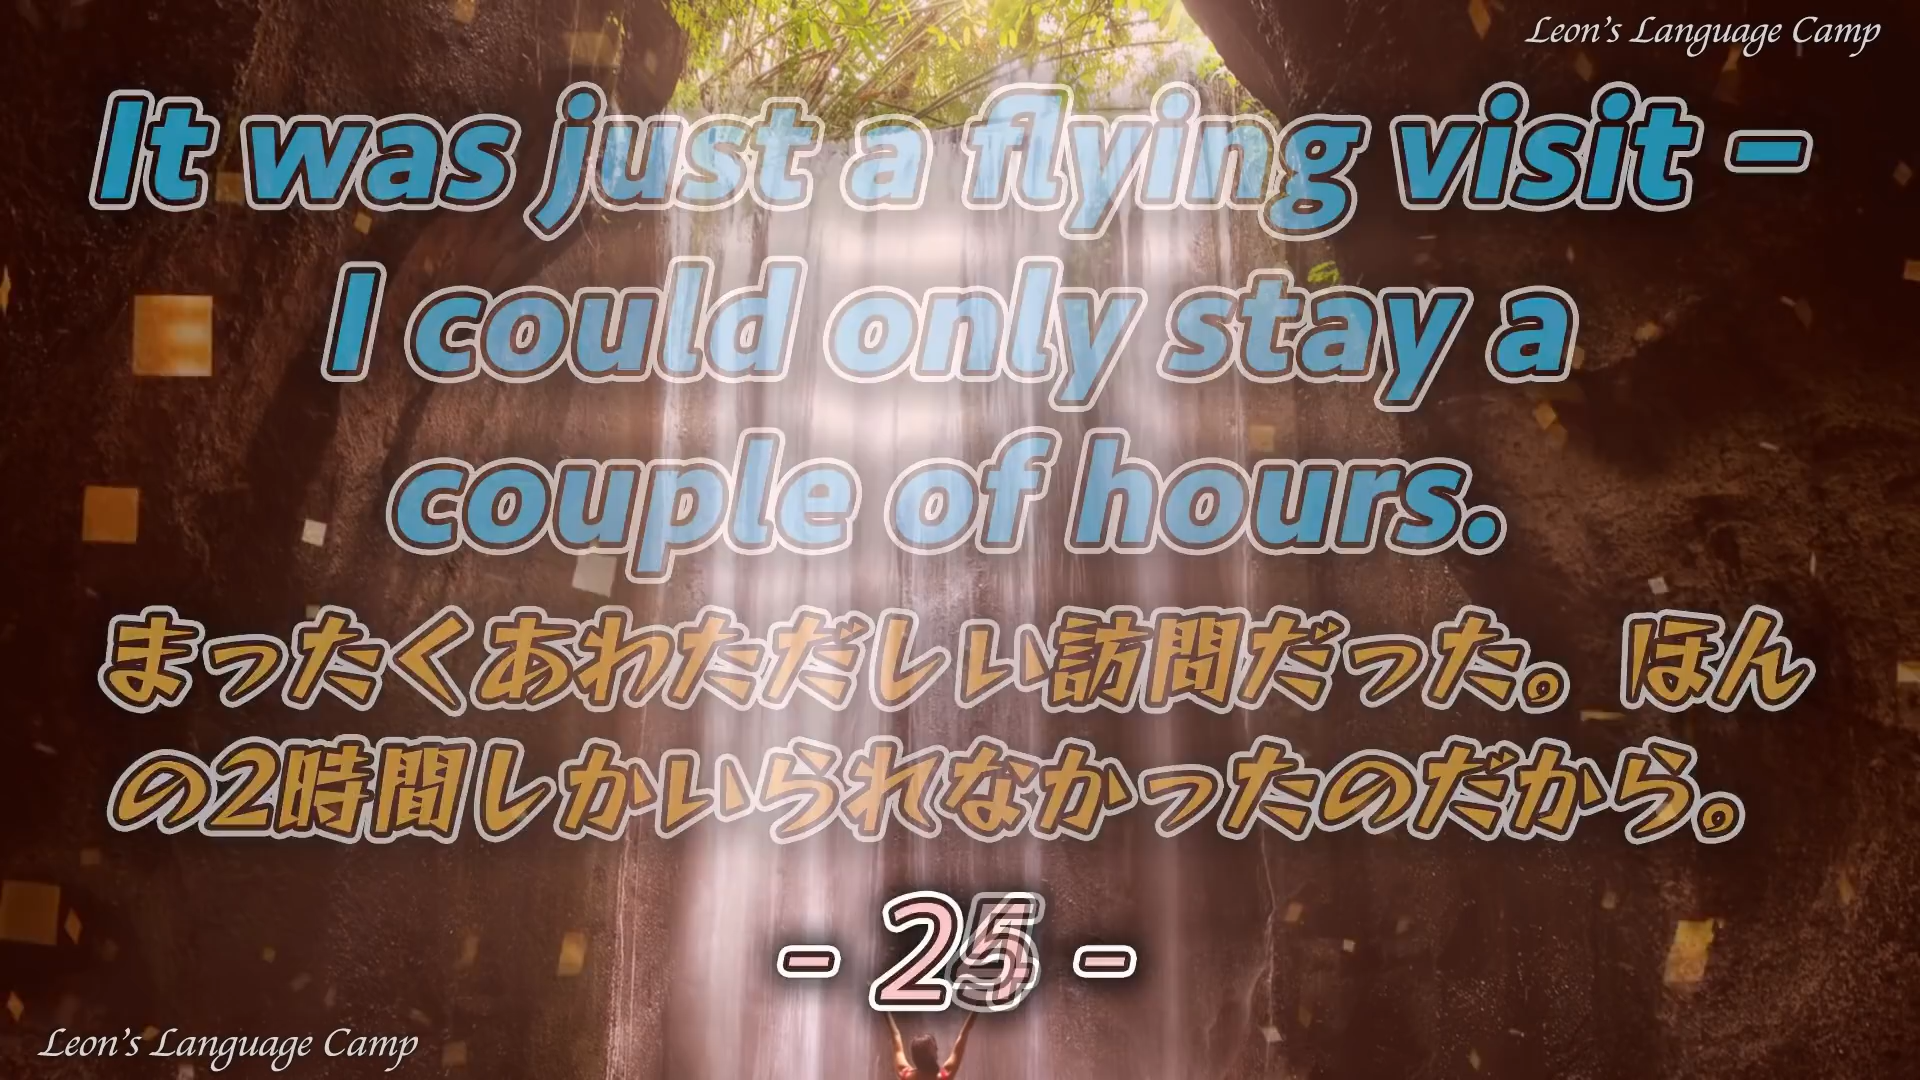 Leon's Language Camp
It was just a flying visit –
I could only stay a
couple of hours.
まったくあわただしい訪問だった。ほん
の2時間しかいられなかったのだから。
Leon's Language Camp